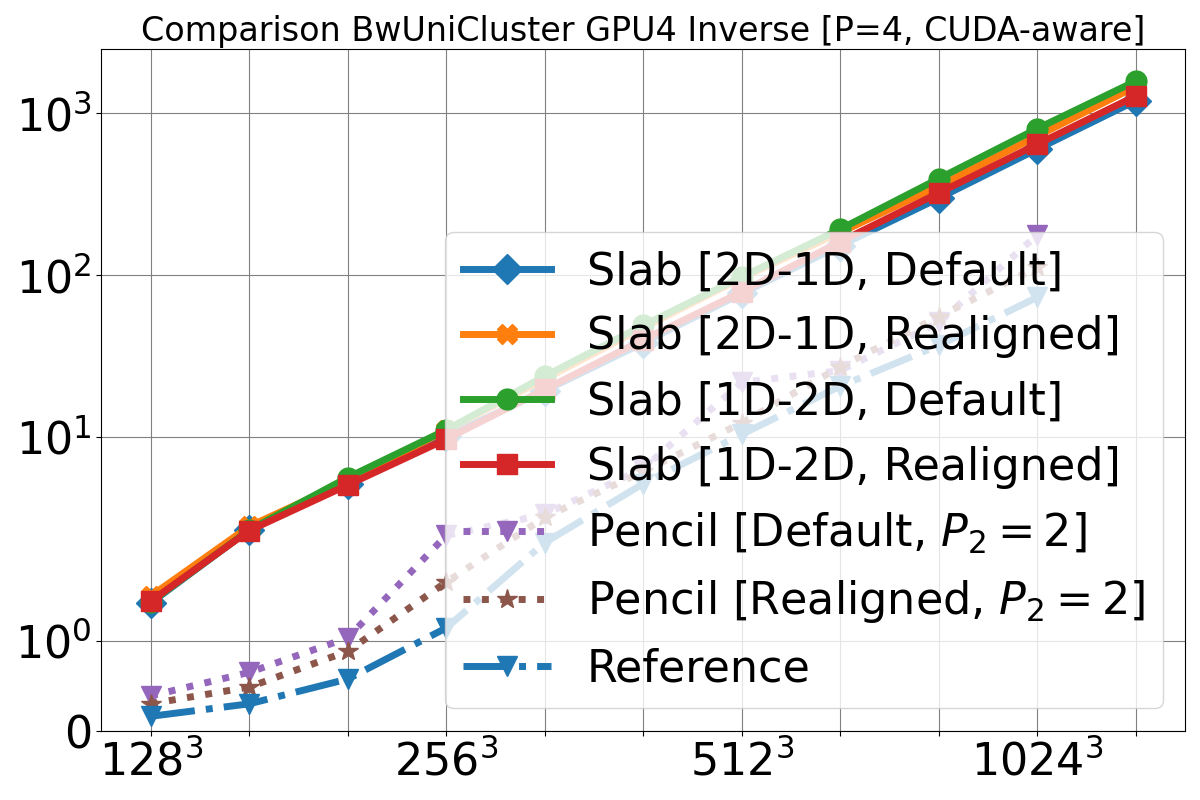 Comparison BwUniCluster GPU4 Inverse [P=4, CUDA-aware]
10³
10²
10¹
10⁰
0
Slab [2D-1D, Default]
Slab [2D-1D, Realigned]
Slab [1D-2D, Default]
Slab [1D-2D, Realigned]
Pencil [Default, P₂ = 2]
Pencil [Realigned, P₂ = 2]
Reference
128³ 256³ 512³ 1024³